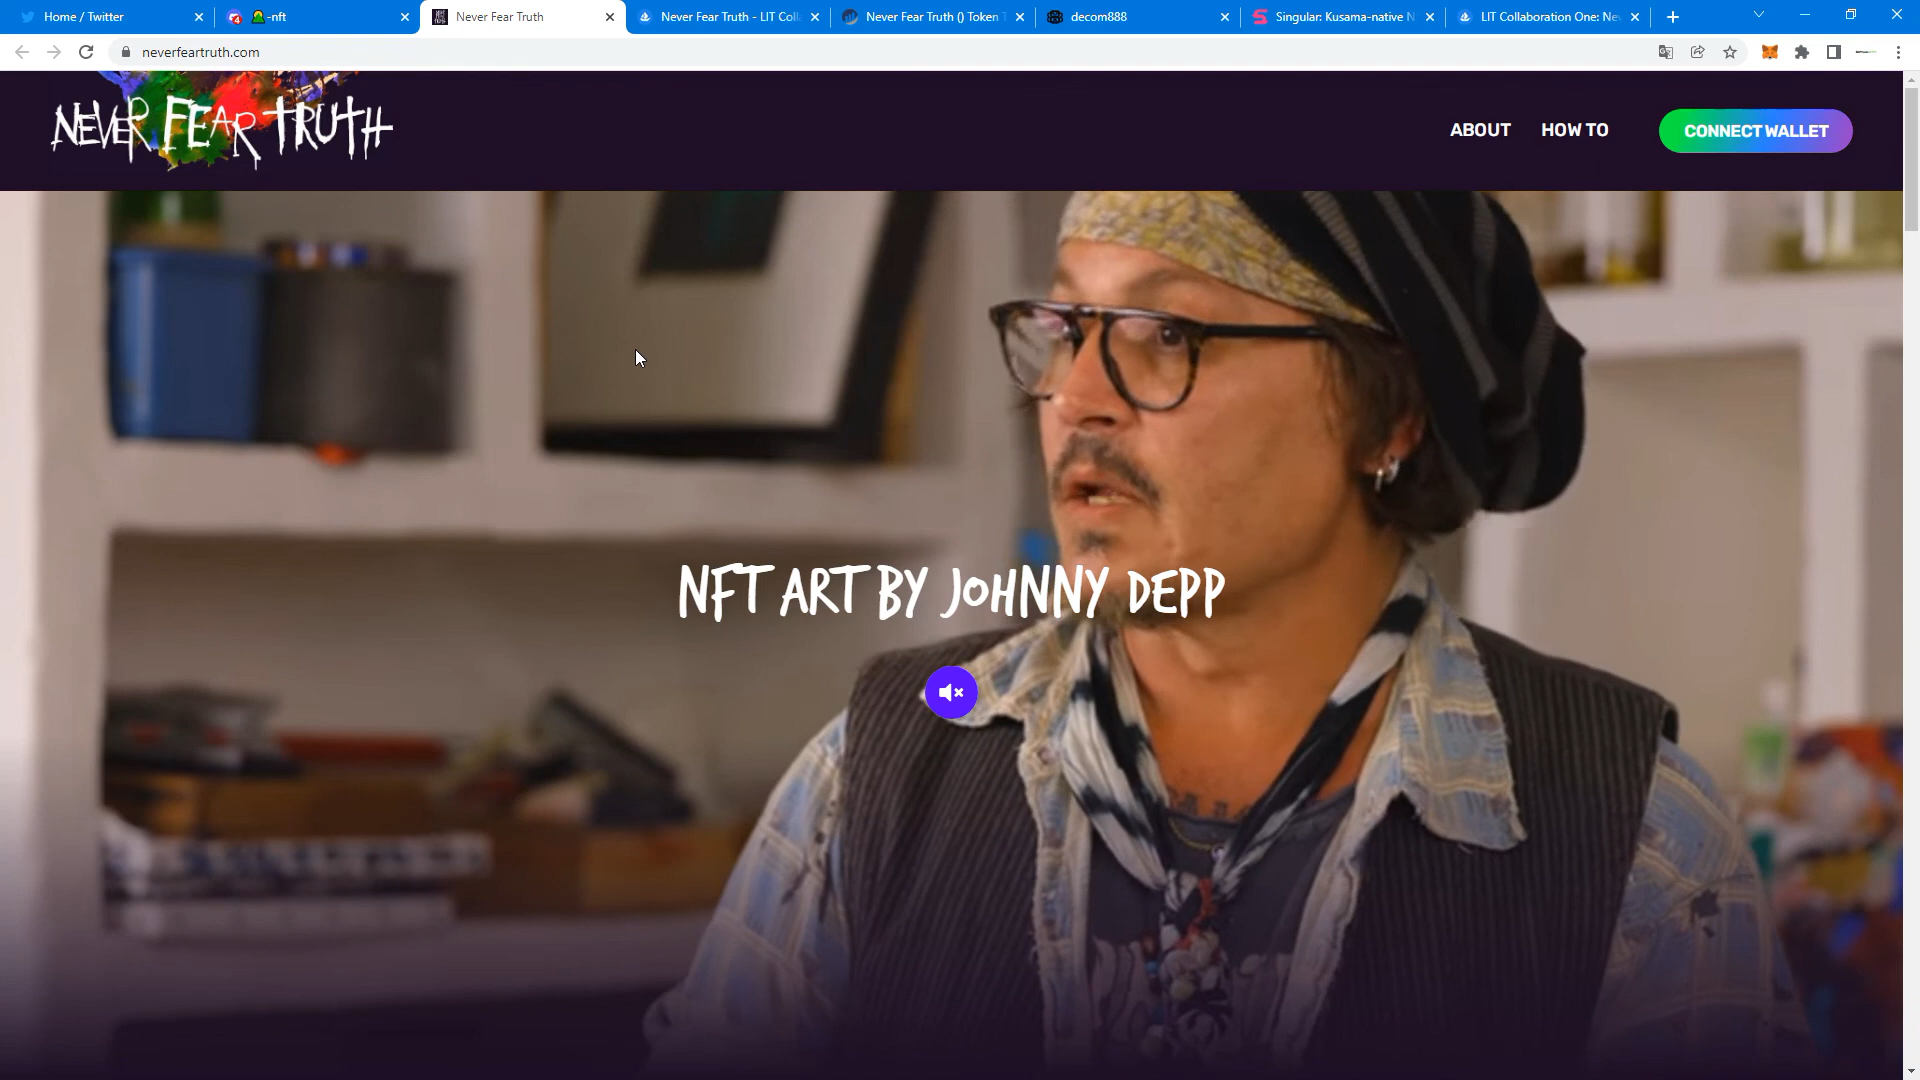 Home / Twitter
-nft
Never Fear Truth
Never Fear Truth - LIT Coll
Never Fear Truth () Token T
decom888
Singular: Kusama-native N
LIT Collaboration One: Ne
neverfeartruth.com
NEVER FEAR TRUTH
ABOUT
HOW TO
CONNECT WALLET
NFT ART BY JOHNNY DEPP